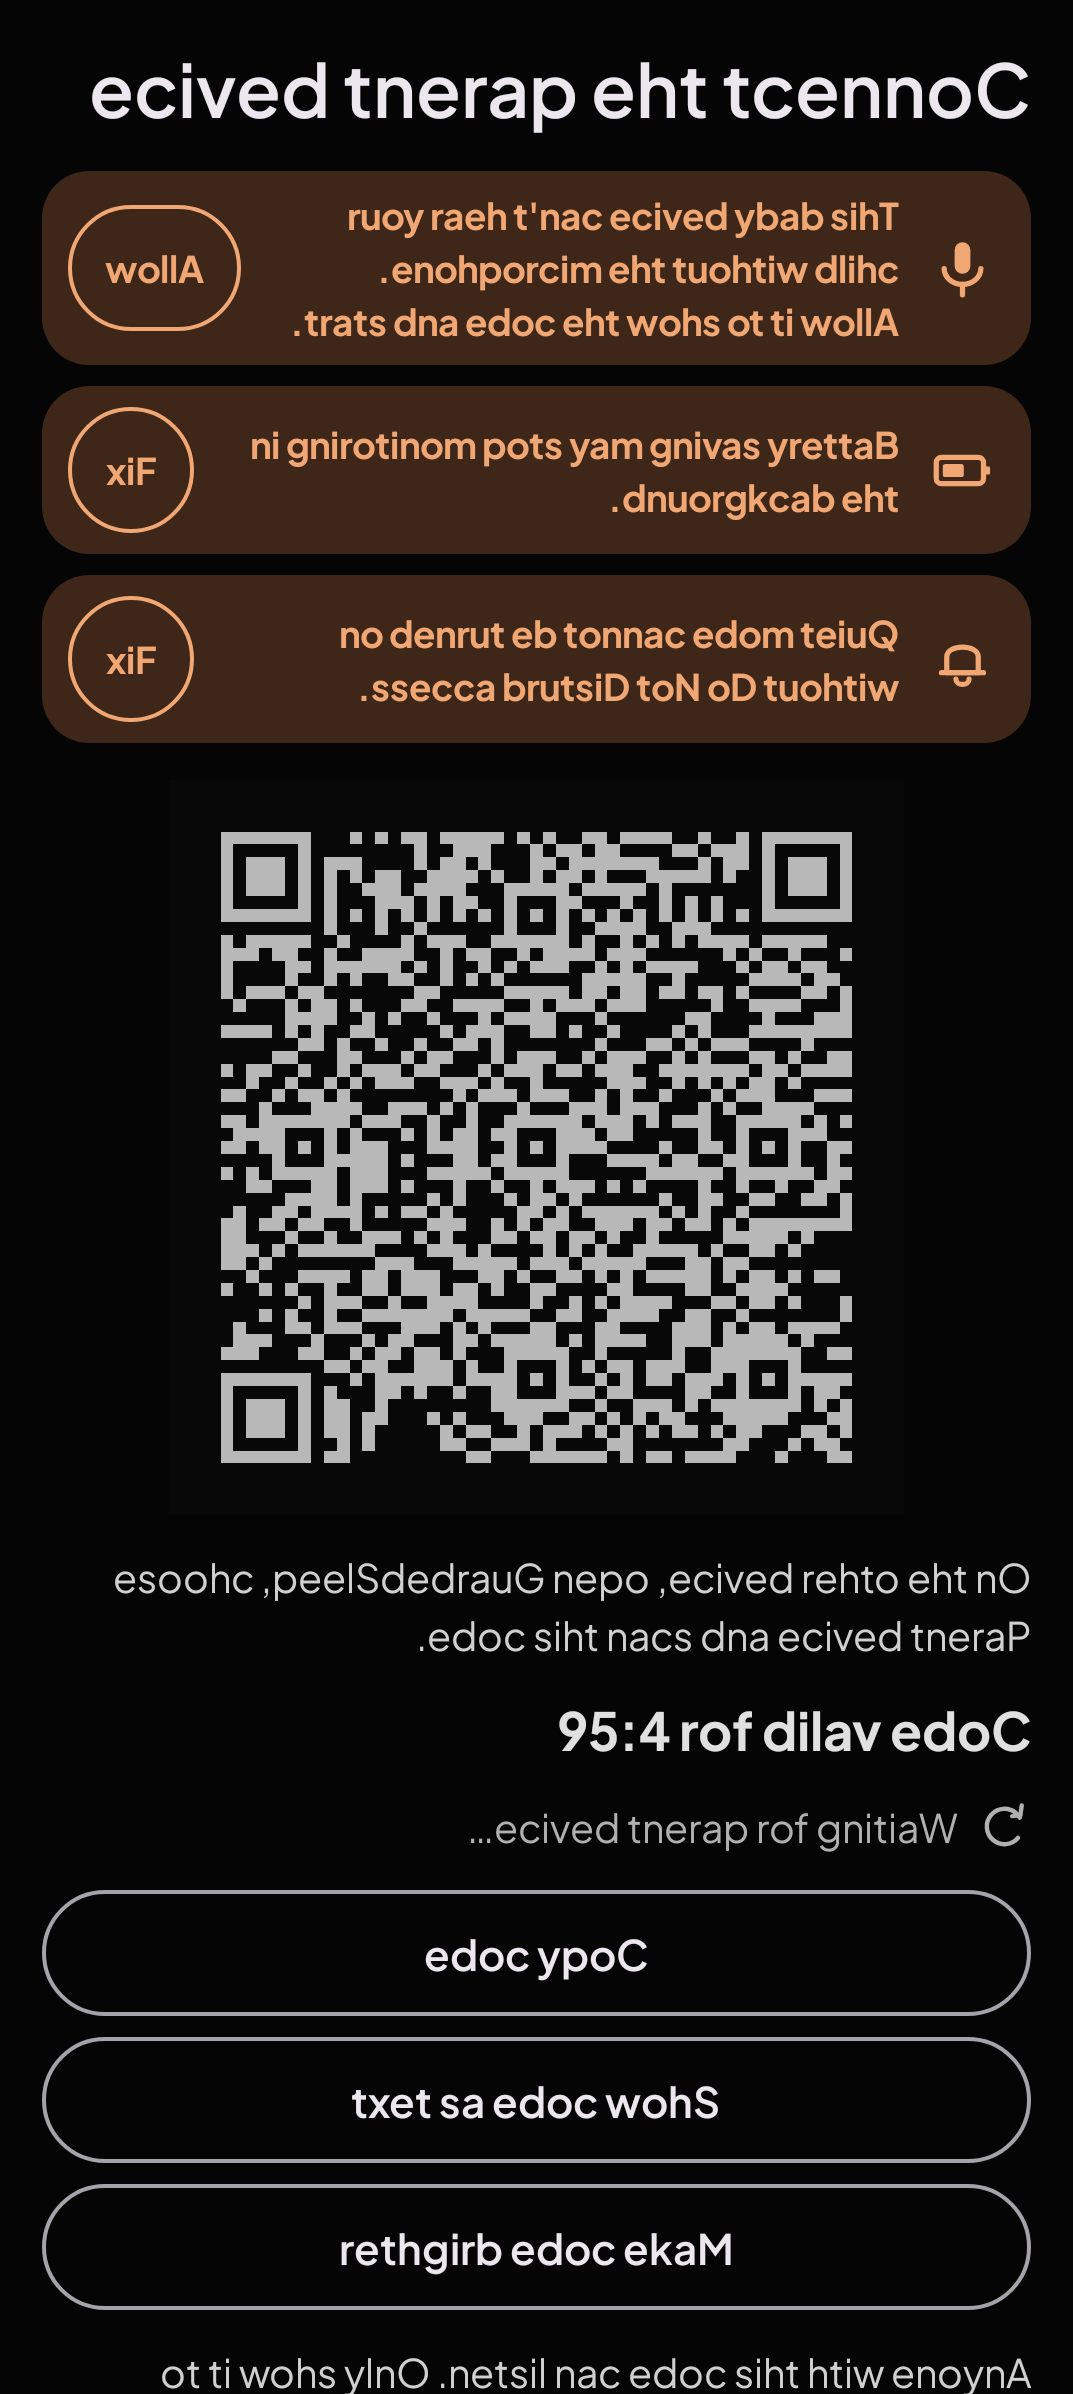 ecived tnerap eht tcennoC
ruoy raeh t'nac ecived ybab sihT
.enohporcim eht tuohtiw dlihc
.trats dna edoc eht wohs ot ti wollA
wollA
ni gnirotinom pots yam gnivas yrettaB
.dnuorgkcab eht
xiF
no denrut eb tonnac edom teiuQ
.ssecca brutsiD toN oD tuohtiw
xiF
esoohc ,peelSdedrauG nepo ,ecived rehto eht nO
.edoc siht nacs dna ecived tneraP
95:4 rof dilav edoC
…ecived tnerap rof gnitiaW
edoc ypoC
txet sa edoc wohS
rethgirb edoc ekaM
ot ti wohs ylnO .netsil nac edoc siht htiw enoynA